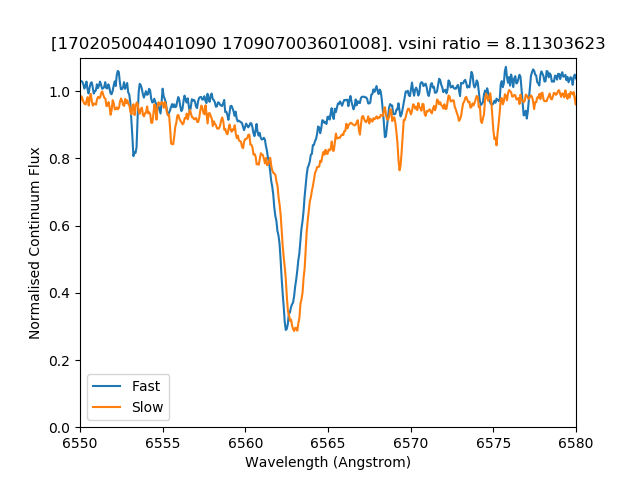 [170205004401090 170907003601008]. vsini ratio = 8.11303623
Normalised Continuum Flux
1.0
0.8
0.6
0.4
0.2
0.0
Fast
Slow
6550 6555 6560 6565 6570 6575 6580
Wavelength (Angstrom)